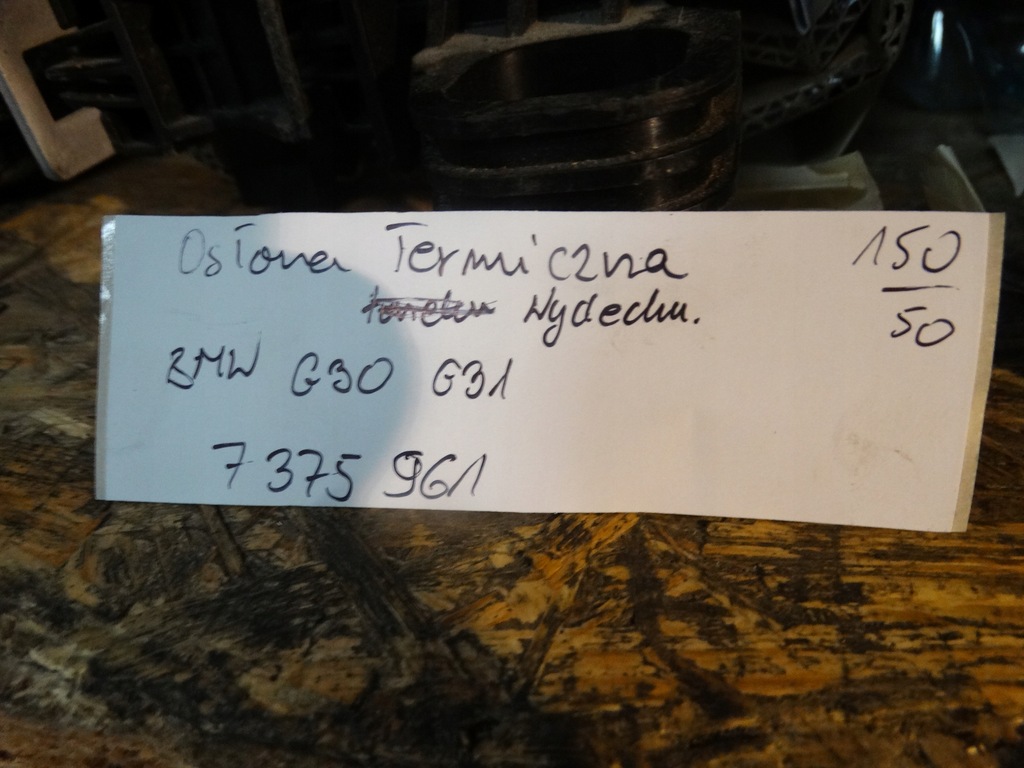 Osłona Termiczna 150
Wydechu. 50
BMW G30 G31
7 375 961